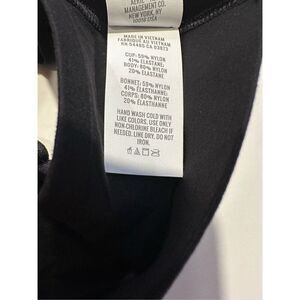 MANAGEMENT CO.
NEW YORK, NY
10018 USA
MADE IN VIETNAM
FABRIQUÉ AU VIETNAM
CUP: 59% NYLON
41% ELASTANE
BODY: 80% NYLON
20% ELASTANE
BONNET: 59% NYLON
41% ÉLASTHANNE
CORPS: 80% NYLON
20% ÉLASTHANNE
HAND WASH COLD WITH
LIKE COLORS. USE ONLY
NON-CHLORINE BLEACH IF
NEEDED. LINE DRY. DO NOT
IRON.